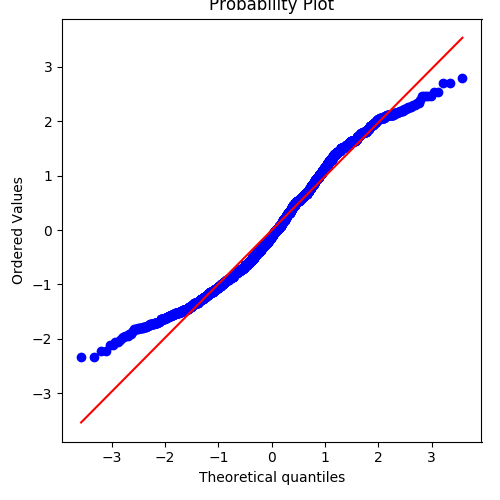 Probability Plot
Ordered Values
3
2
1
0
−1
−2
−3
−3 −2 −1 0 1 2 3
Theoretical quantiles